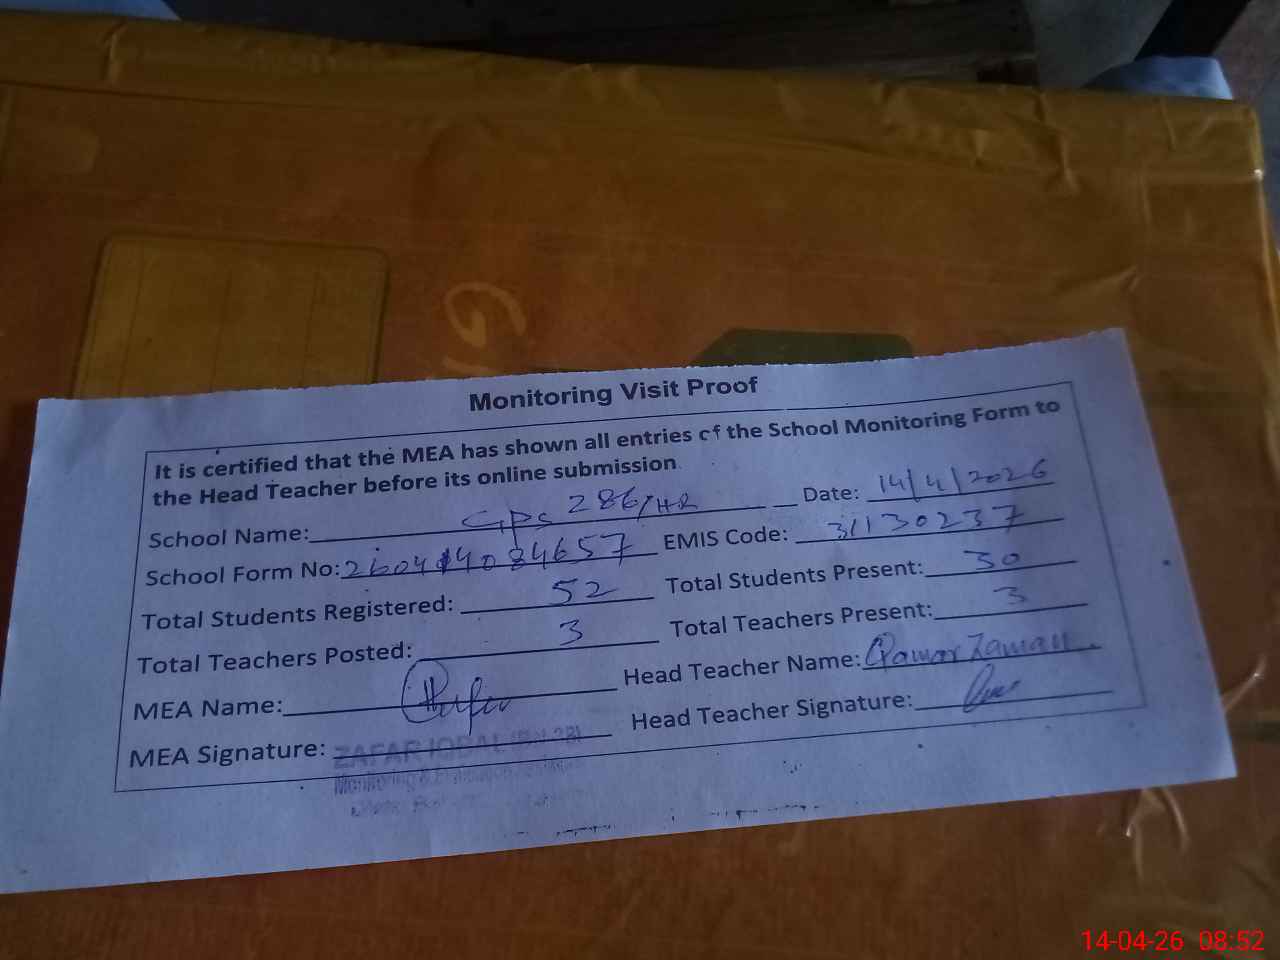 Monitoring Visit Proof
It is certified that the MEA has shown all entries of the School Monitoring Form to
the Head Teacher before its online submission.
School Name: GPS 286/HR Date: 14/4/2026
School Form No: 260414084657 EMIS Code: 31130237
Total Students Registered: 52 Total Students Present: 30
Total Teachers Posted: 3 Total Teachers Present: 3
MEA Name: Head Teacher Name: Qamar Zaman
MEA Signature: Head Teacher Signature:
ZAFAR IQBAL
Monitoring &
14-04-26 08:52